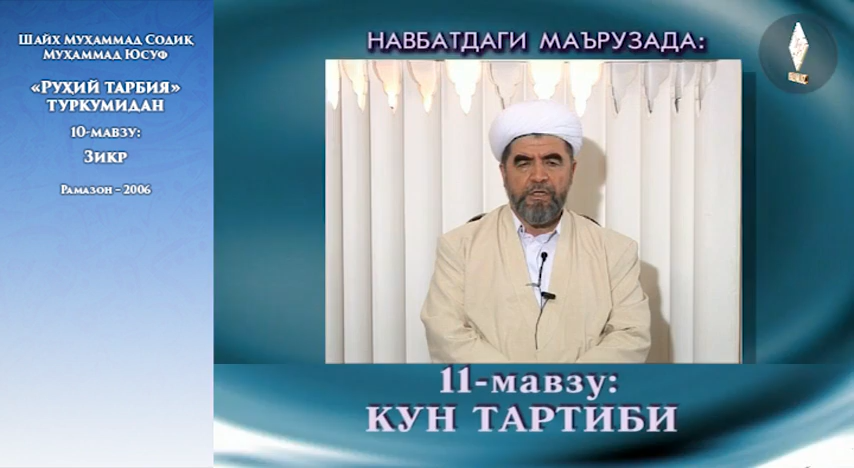 Шайх Муҳаммад Содиқ
Муҳаммад Юсуф
«Руҳий тарбия»
туркумидан
10-мавзу:
Зикр
Рамазон - 2006
НАВБАТДАГИ МАЪРУЗАДА:
11-мавзу:
КУН ТАРТИБИ